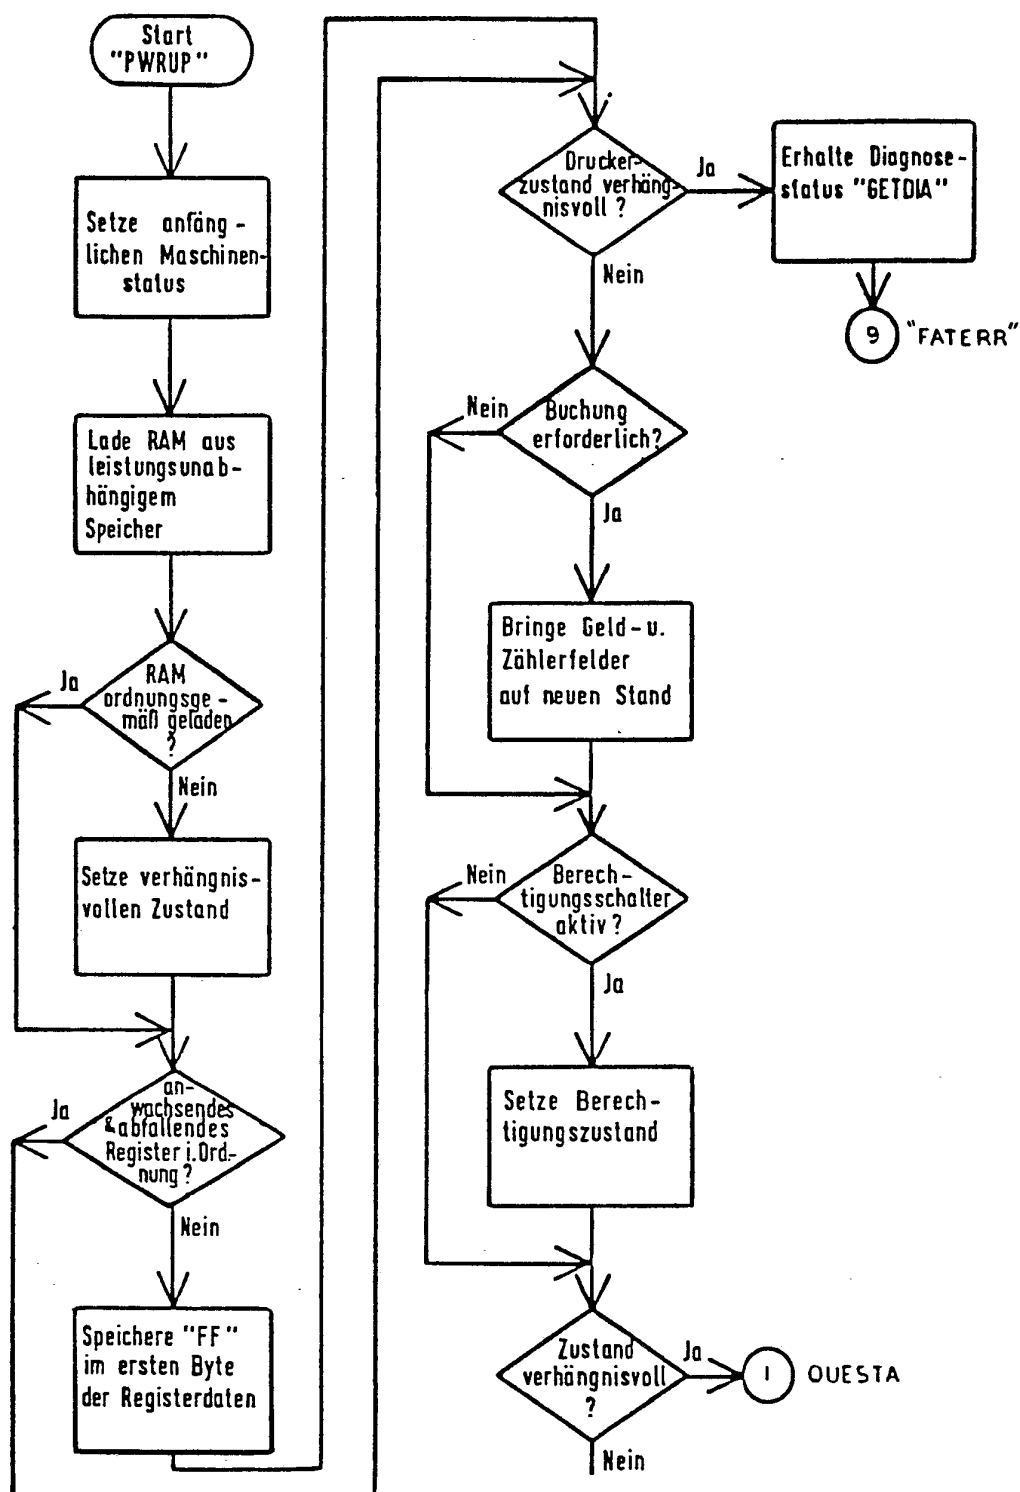 Start
"PWRUP"
Setze anfäng-
lichen Maschinen-
status
Lade RAM aus
leistungsunab-
hängigem
Speicher
RAM
ordnungsge-
mäß geladen
?
Ja
Nein
Setze verhängnis-
vollen Zustand
an-
wachsendes
& abfallendes
Register i. Ord-
nung?
Ja
Nein
Speichere "FF"
im ersten Byte
der Registerdaten
Drucker-
zustand verhäng-
nisvoll?
Ja
Erhalte Diagnose-
status "GETDIA"
9 "FATERR"
Nein
Buchung
erforderlich?
Nein
Ja
Bringe Geld- u.
Zählerfelder
auf neuen Stand
Berech-
tigungsschalter
aktiv?
Nein
Ja
Setze Berech-
tigungszustand
Zustand
verhängnisvoll
?
Ja
1 OUESTA
Nein